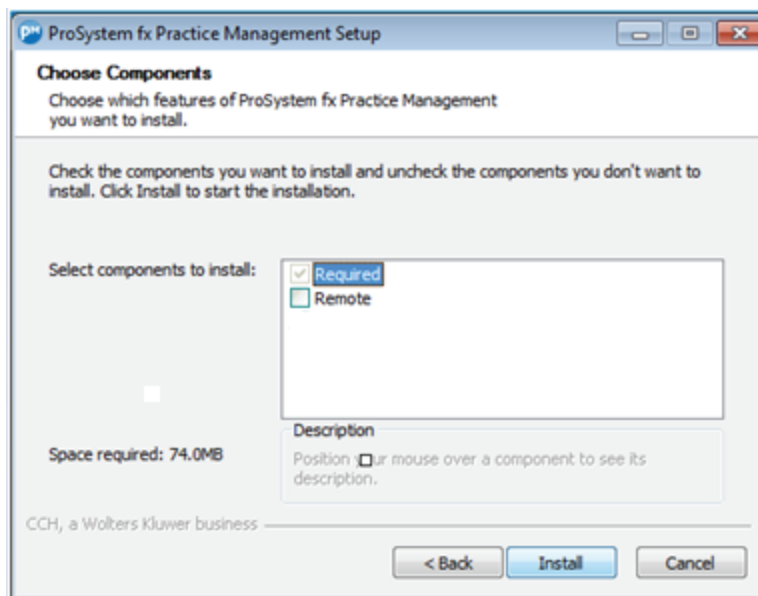 PM ProSystem fx Practice Management Setup
Choose Components
Choose which features of ProSystem fx Practice Management
you want to install.
Check the components you want to install and uncheck the components you don't want to
install. Click Install to start the installation.
Select components to install:
Required
Remote
Space required: 74.0MB
Description
Position your mouse over a component to see its
description.
CCH, a Wolters Kluwer business
< Back Install Cancel